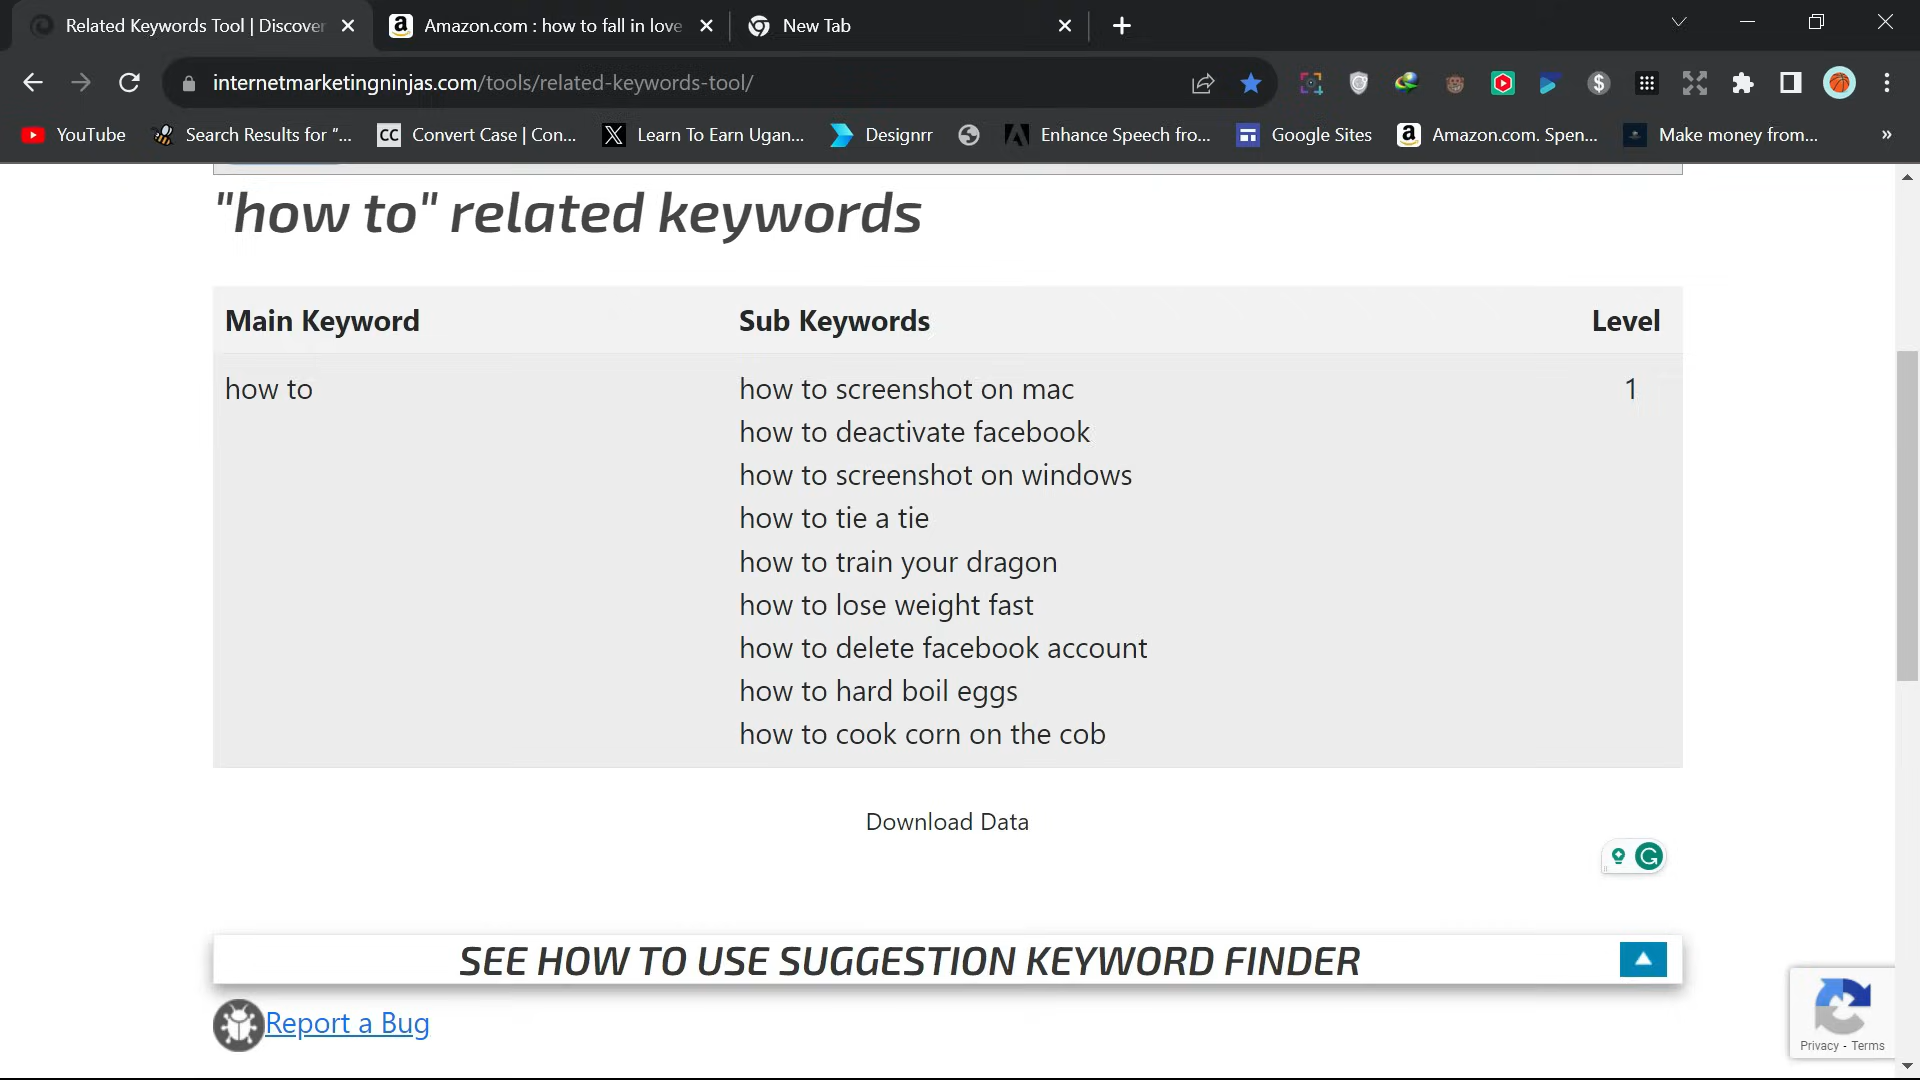 Related Keywords Tool | Discover
Amazon.com : how to fall in love
New Tab
internetmarketingninjas.com/tools/related-keywords-tool/
YouTube
Search Results for “...
CC
Convert Case | Con...
Learn To Earn Ugan...
Designrr
Enhance Speech fro...
Google Sites
Amazon.com. Spen...
Make money from...
»
"how to" related keywords
Main Keyword Sub Keywords Level
how to how to screenshot on mac 1
how to deactivate facebook
how to screenshot on windows
how to tie a tie
how to train your dragon
how to lose weight fast
how to delete facebook account
how to hard boil eggs
how to cook corn on the cob
Download Data
SEE HOW TO USE SUGGESTION KEYWORD FINDER
Report a Bug
Privacy - Terms